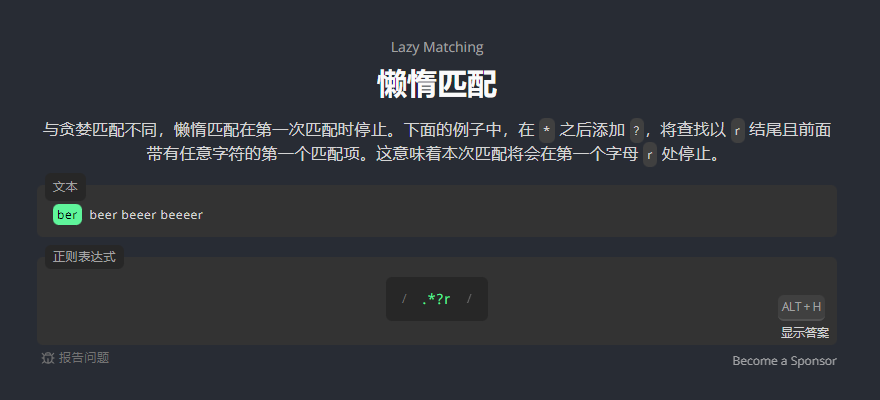 Lazy Matching
懒惰匹配
与贪婪匹配不同，懒惰匹配在第一次匹配时停止。下面的例子中，在 * 之后添加 ?，将查找以 r 结尾且前面
带有任意字符的第一个匹配项。这意味着本次匹配将会在第一个字母 r 处停止。
文本
ber beer beeer beeeer
正则表达式
/ .*?r /
ALT + H
显示答案
报告问题
Become a Sponsor